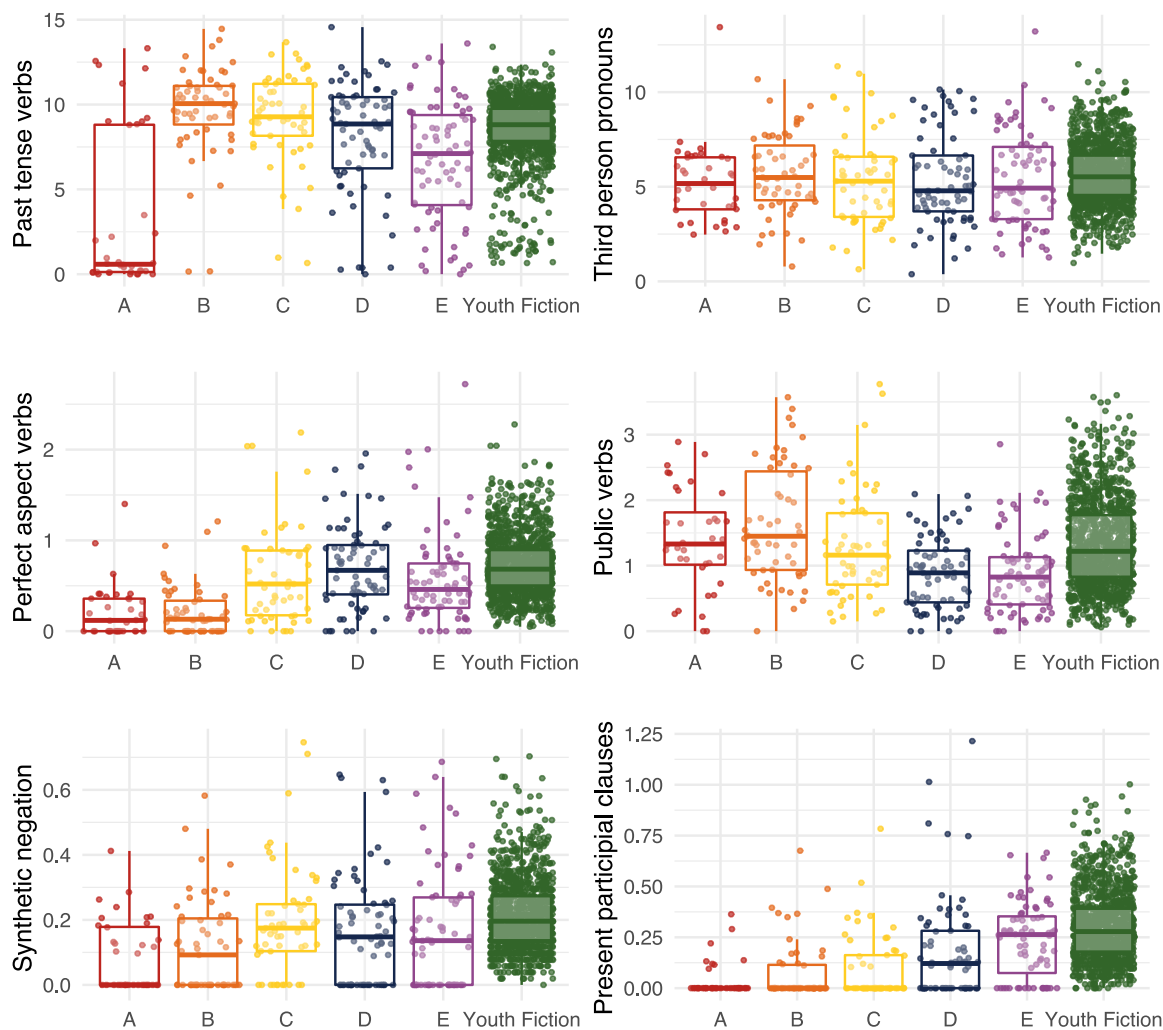 Past tense verbs
15
10
5
0
A B C D E Youth Fiction
Third person pronouns
10
5
0
A B C D E Youth Fiction
Perfect aspect verbs
2
1
0
A B C D E Youth Fiction
Public verbs
3
2
1
0
A B C D E Youth Fiction
Synthetic negation
0.6
0.4
0.2
0.0
A B C D E Youth Fiction
Present participial clauses
1.25
1.00
0.75
0.50
0.25
0.00
A B C D E Youth Fiction